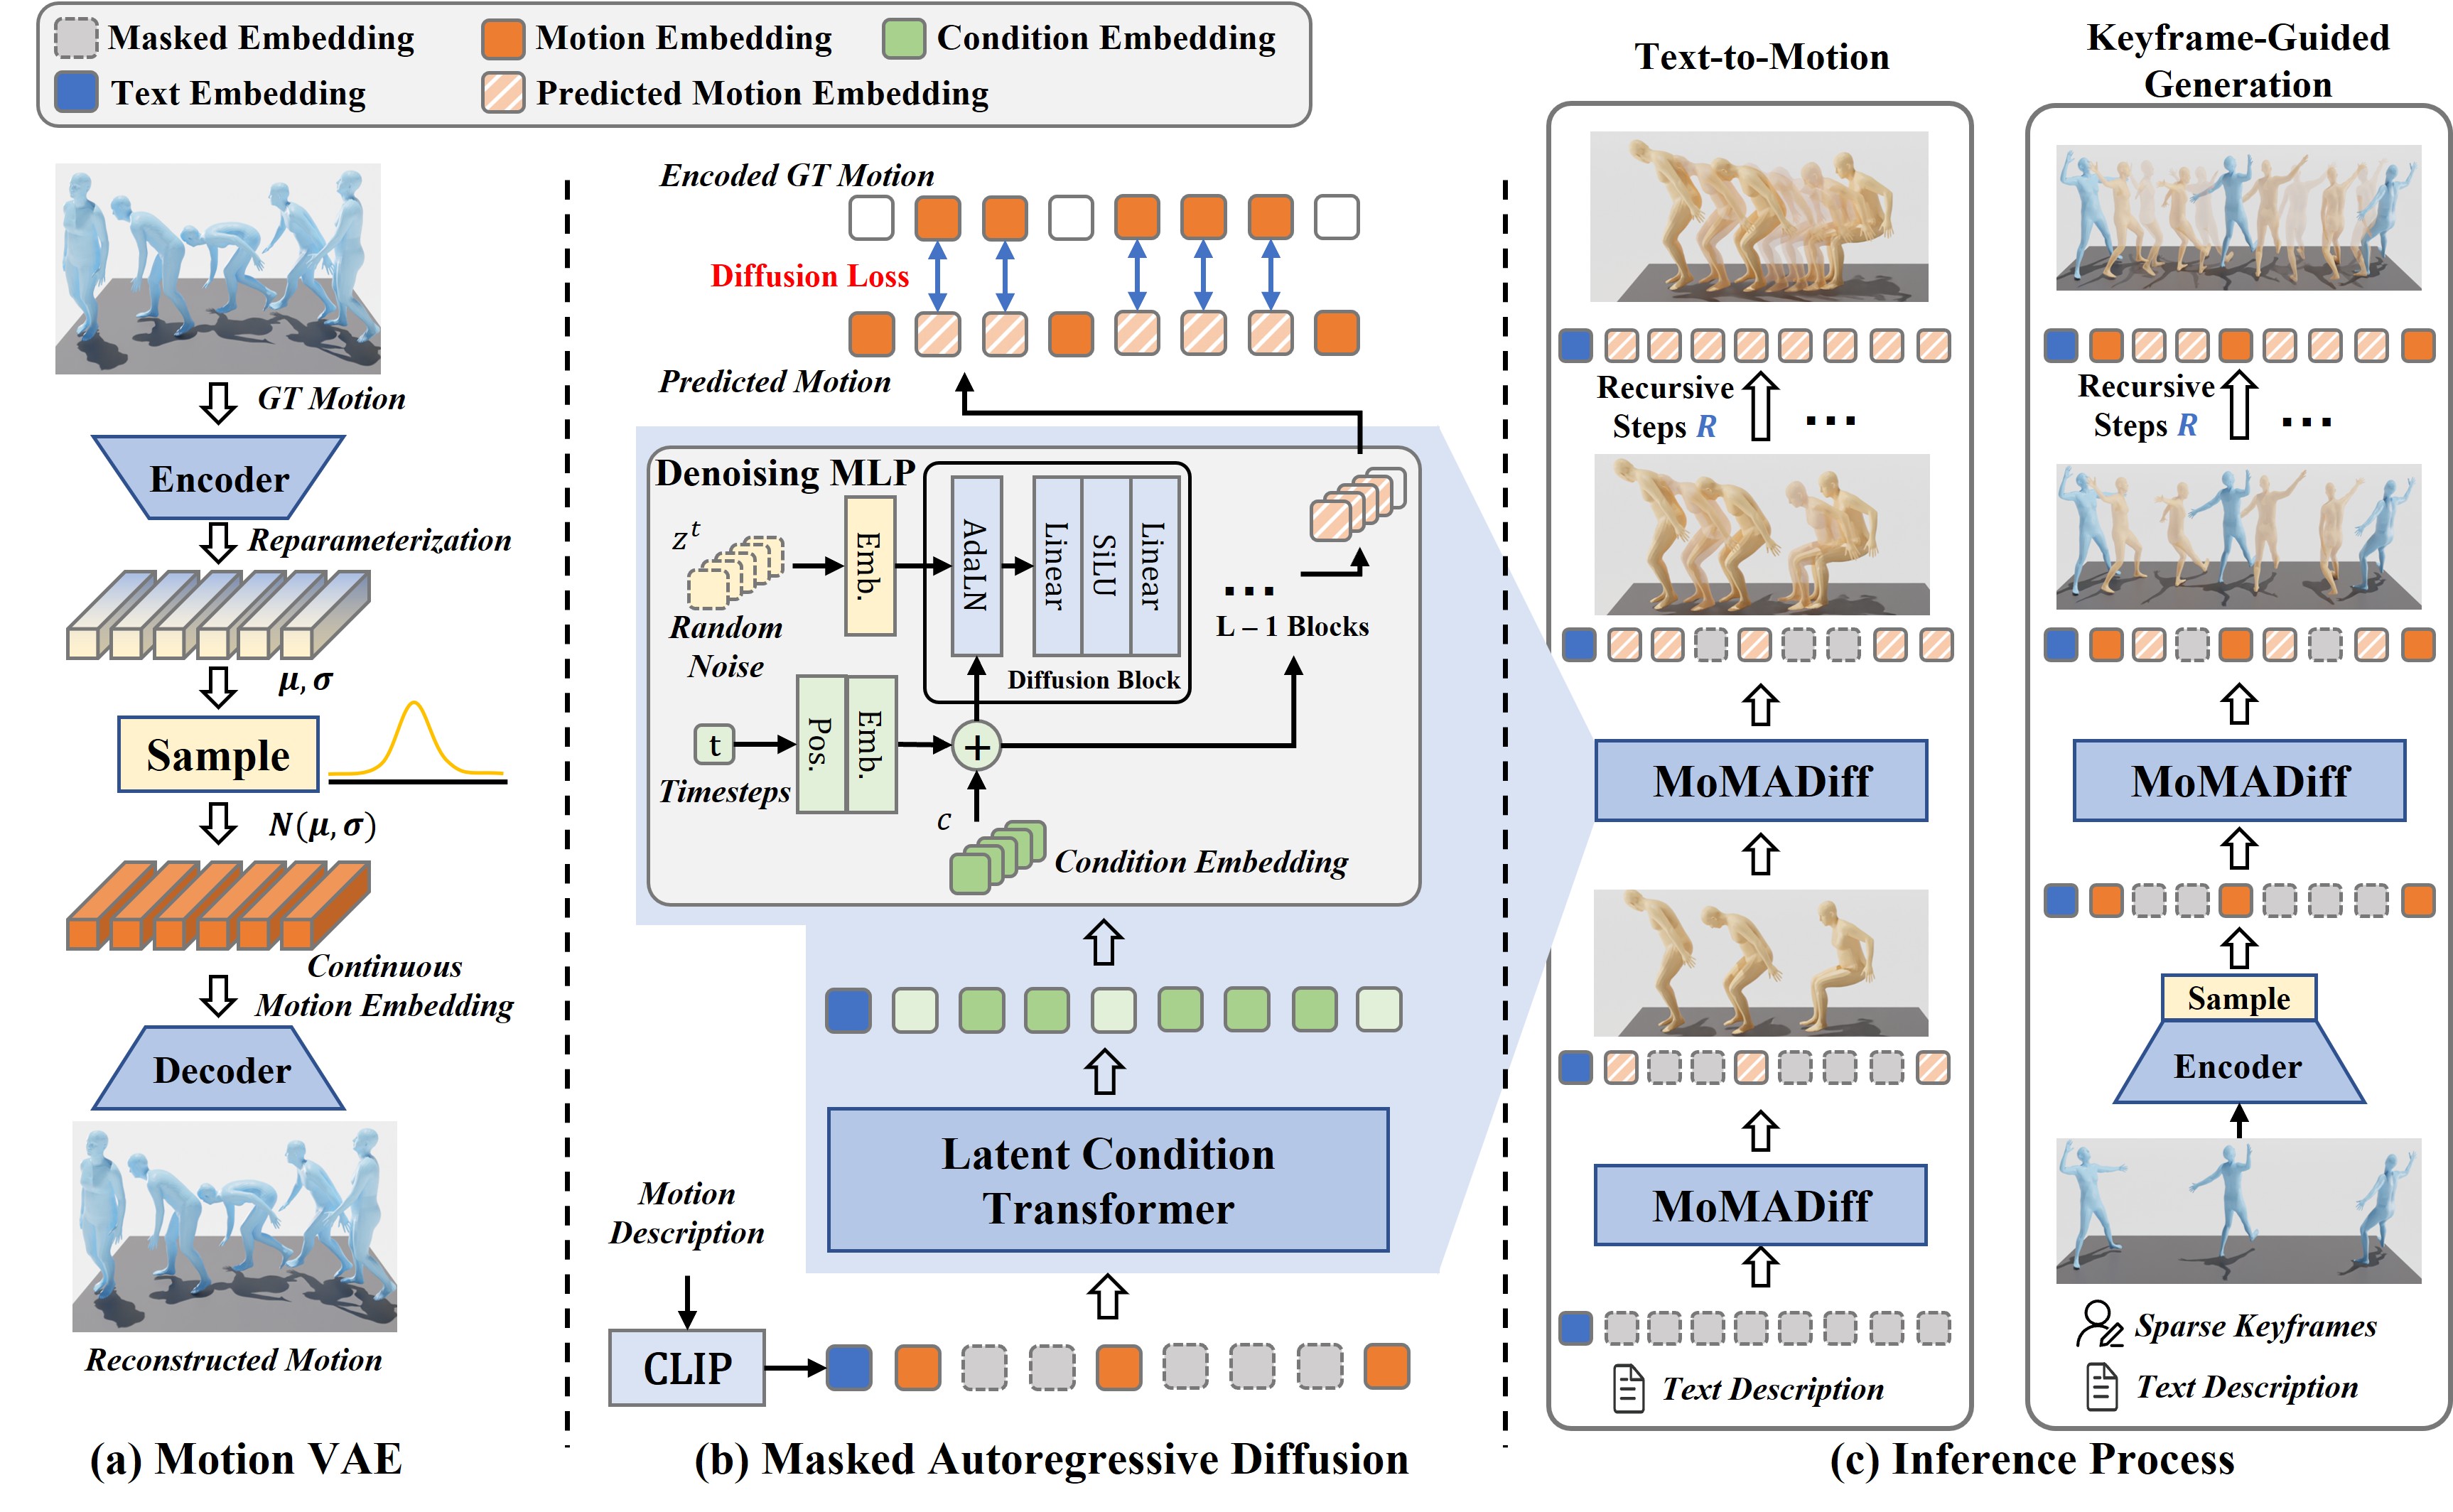 Masked Embedding
Motion Embedding
Condition Embedding
Text Embedding
Predicted Motion Embedding
GT Motion
Encoder
Reparameterization
μ, σ
Sample
N(μ, σ)
Continuous
Motion Embedding
Decoder
Reconstructed Motion
(a) Motion VAE
Encoded GT Motion
Diffusion Loss
Predicted Motion
Denoising MLP
z^t
Random
Noise
Emb.
AdaLN
Linear
SiLU
Linear
Diffusion Block
...
L – 1 Blocks
t
Timesteps
Pos.
Emb.
+
c
Condition Embedding
Latent Condition
Transformer
Motion
Description
CLIP
(b) Masked Autoregressive Diffusion
Text-to-Motion
Recursive
Steps R
...
MoMADiff
MoMADiff
Text Description
Keyframe-Guided
Generation
Recursive
Steps R
...
MoMADiff
Sample
Encoder
Sparse Keyframes
Text Description
(c) Inference Process